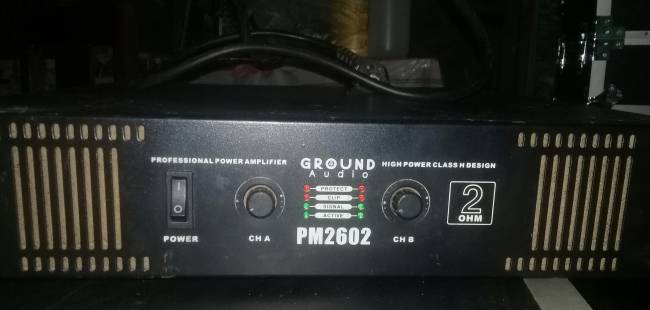 PROFESSIONAL POWER AMPLIFIER
GROUND
Audio
HIGH POWER CLASS H DESIGN
PROTECT
CLIP
SIGNAL
ACTIVE
2
OHM
POWER
CH A
PM2602
CH B